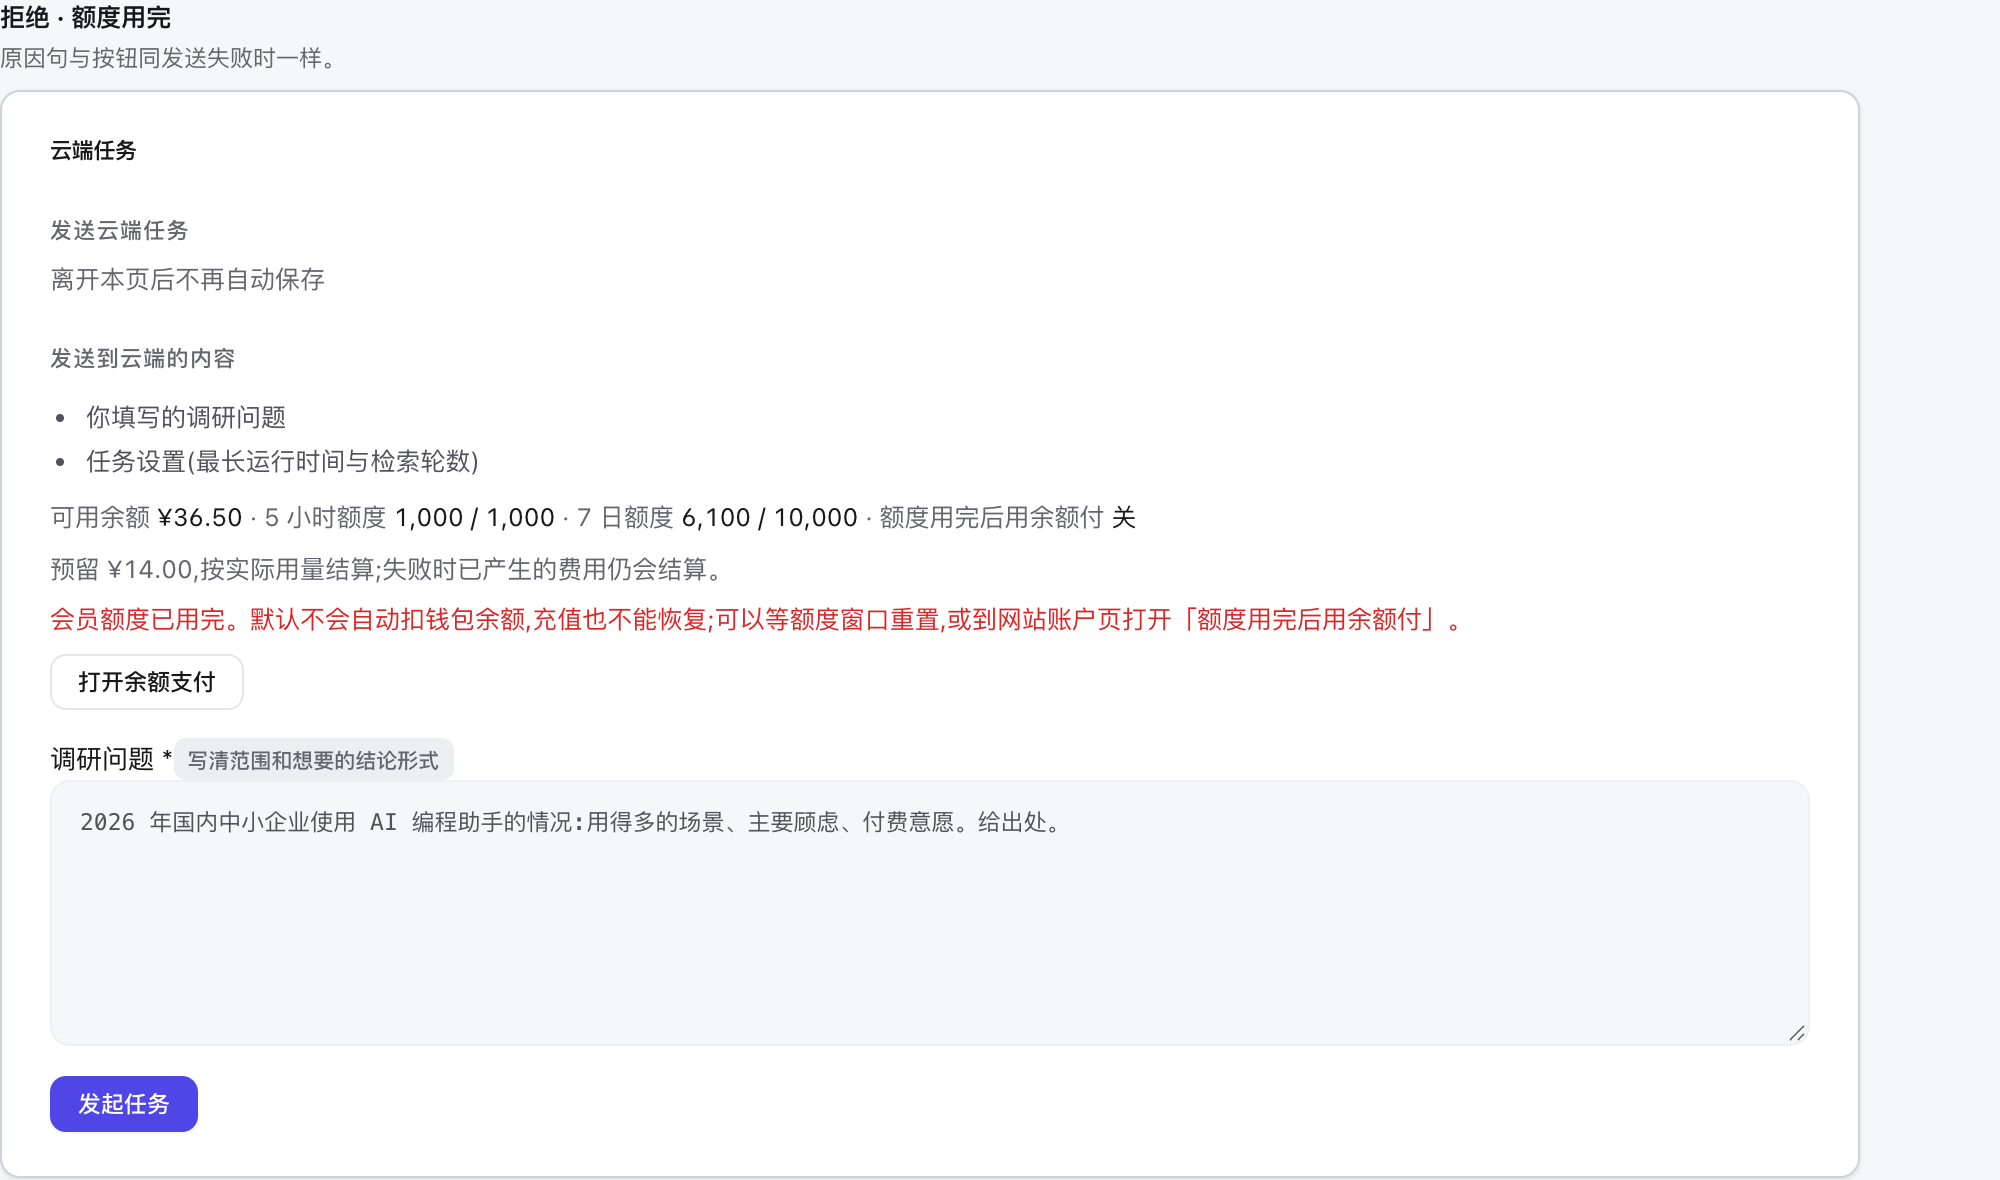 拒绝 · 额度用完
原因句与按钮同发送失败时一样。
云端任务
发送云端任务
离开本页后不再自动保存
发送到云端的内容
• 你填写的调研问题
• 任务设置(最长运行时间与检索轮数)
可用余额 ¥36.50 · 5 小时额度 1,000 / 1,000 · 7 日额度 6,100 / 10,000 · 额度用完后用余额付 关
预留 ¥14.00,按实际用量结算;失败时已产生的费用仍会结算。
会员额度已用完。默认不会自动扣钱包余额,充值也不能恢复;可以等额度窗口重置,或到网站账户页打开「额度用完后用余额付」。
打开余额支付
调研问题 * 写清范围和想要的结论形式
2026 年国内中小企业使用 AI 编程助手的情况:用得多的场景、主要顾虑、付费意愿。给出处。
发起任务